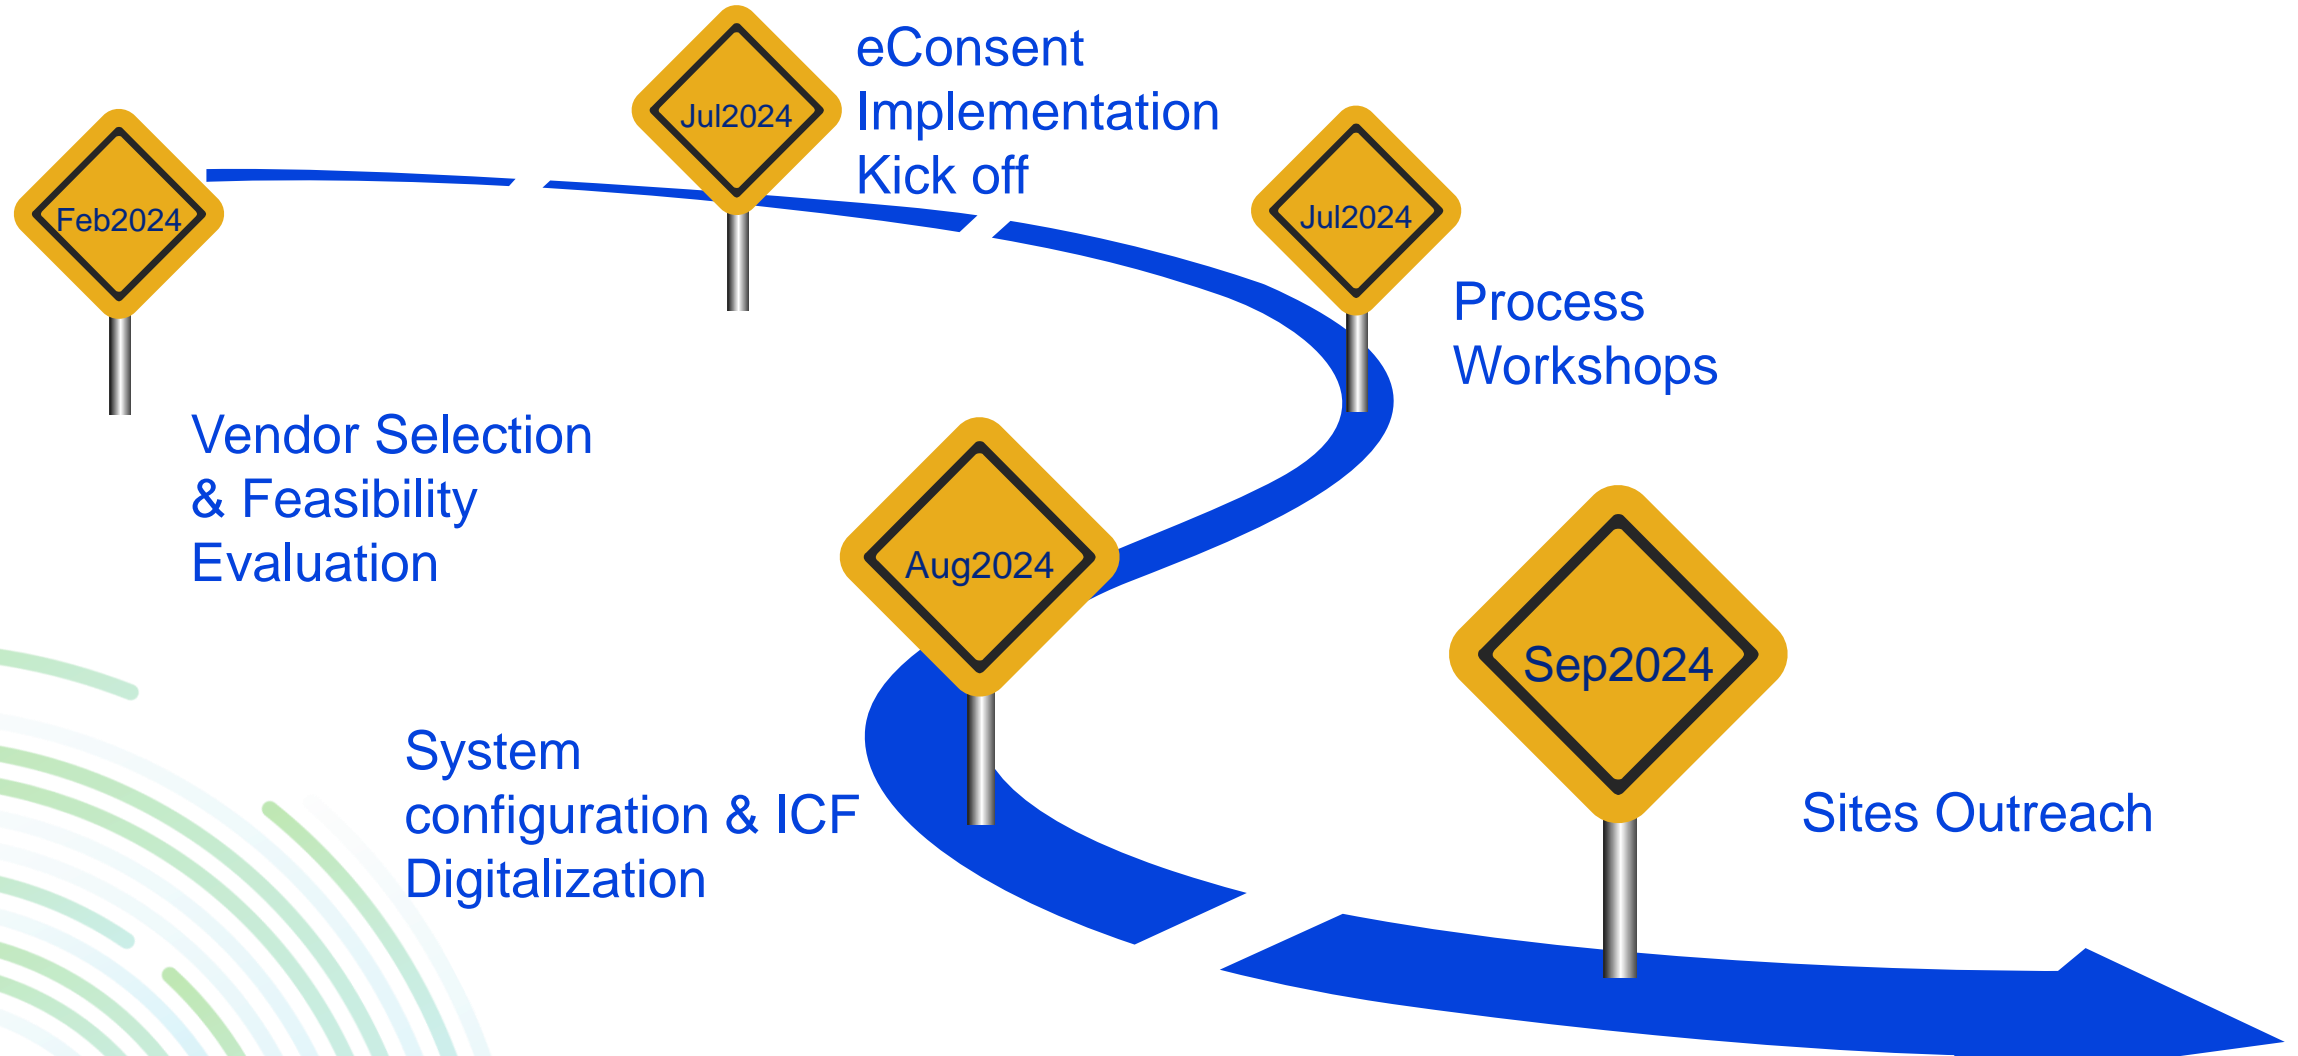 Feb2024
Vendor Selection
& Feasibility
Evaluation
Jul2024
eConsent
Implementation
Kick off
Jul2024
Process
Workshops
Aug2024
System
configuration & ICF
Digitalization
Sep2024
Sites Outreach